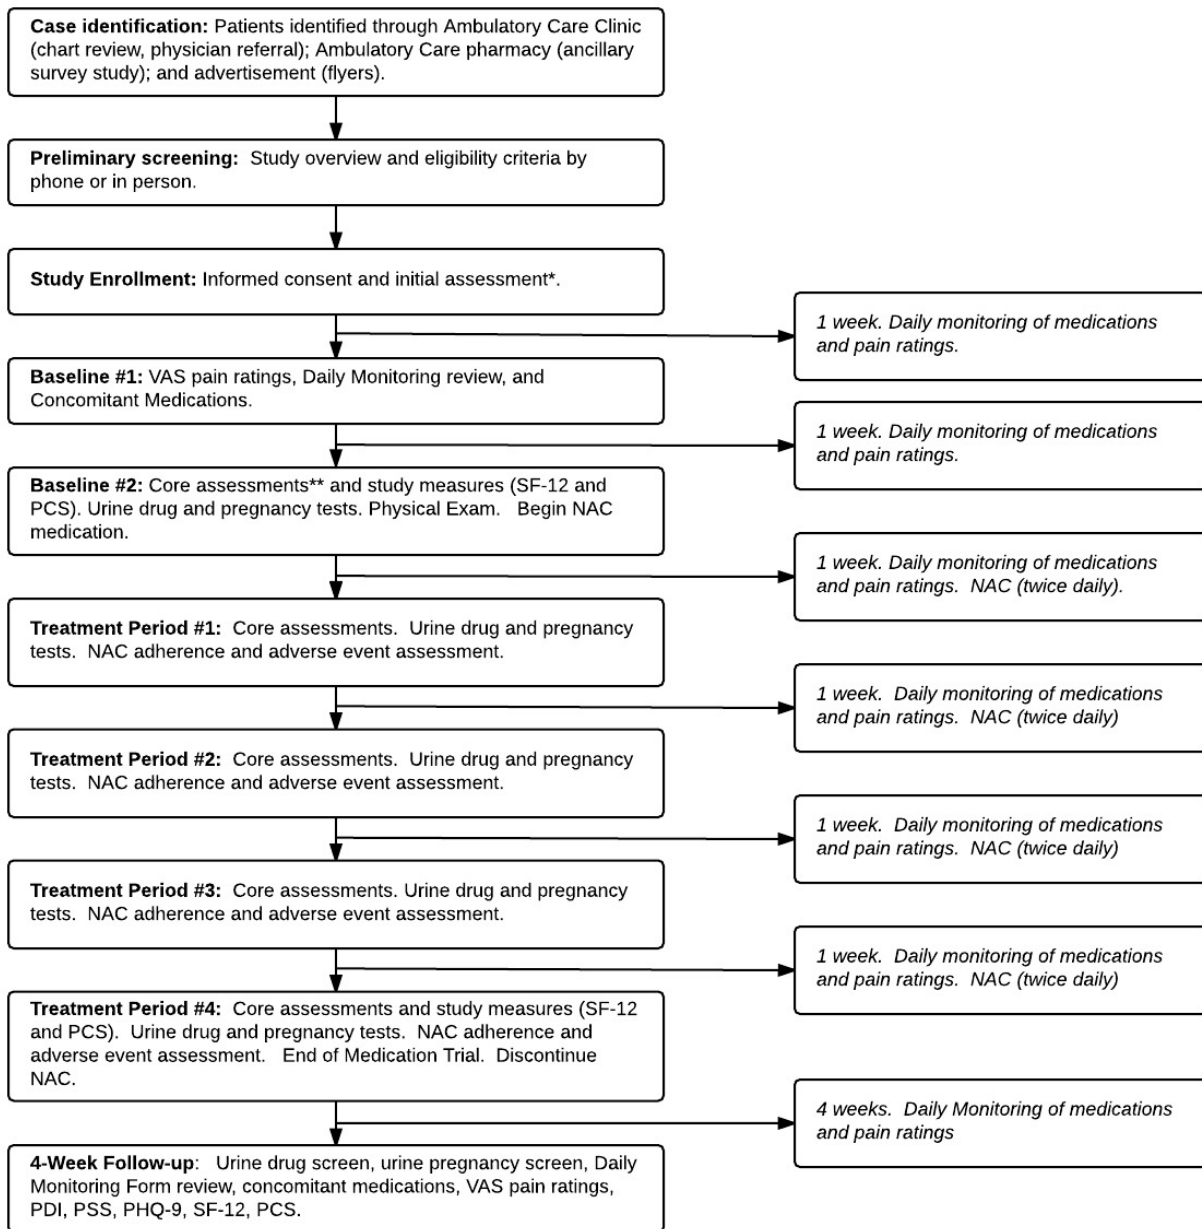 Case identification: Patients identified through Ambulatory Care Clinic
(chart review, physician referral); Ambulatory Care pharmacy (ancillary
survey study); and advertisement (flyers).
Preliminary screening: Study overview and eligibility criteria by
phone or in person.
Study Enrollment: Informed consent and initial assessment*.
1 week. Daily monitoring of medications
and pain ratings.
Baseline #1: VAS pain ratings, Daily Monitoring review, and
Concomitant Medications.
1 week. Daily monitoring of medications
and pain ratings.
Baseline #2: Core assessments** and study measures (SF-12 and
PCS). Urine drug and pregnancy tests. Physical Exam. Begin NAC
medication.
1 week. Daily monitoring of medications
and pain ratings. NAC (twice daily).
Treatment Period #1: Core assessments. Urine drug and pregnancy
tests. NAC adherence and adverse event assessment.
1 week. Daily monitoring of medications
and pain ratings. NAC (twice daily)
Treatment Period #2: Core assessments. Urine drug and pregnancy
tests. NAC adherence and adverse event assessment.
1 week. Daily monitoring of medications
and pain ratings. NAC (twice daily)
Treatment Period #3: Core assessments. Urine drug and pregnancy
tests. NAC adherence and adverse event assessment.
1 week. Daily monitoring of medications
and pain ratings. NAC (twice daily)
Treatment Period #4: Core assessments and study measures (SF-12
and PCS). Urine drug and pregnancy tests. NAC adherence and
adverse event assessment. End of Medication Trial. Discontinue
NAC.
4 weeks. Daily Monitoring of medications
and pain ratings
4-Week Follow-up: Urine drug screen, urine pregnancy screen, Daily
Monitoring Form review, concomitant medications, VAS pain ratings,
PDI, PSS, PHQ-9, SF-12, PCS.